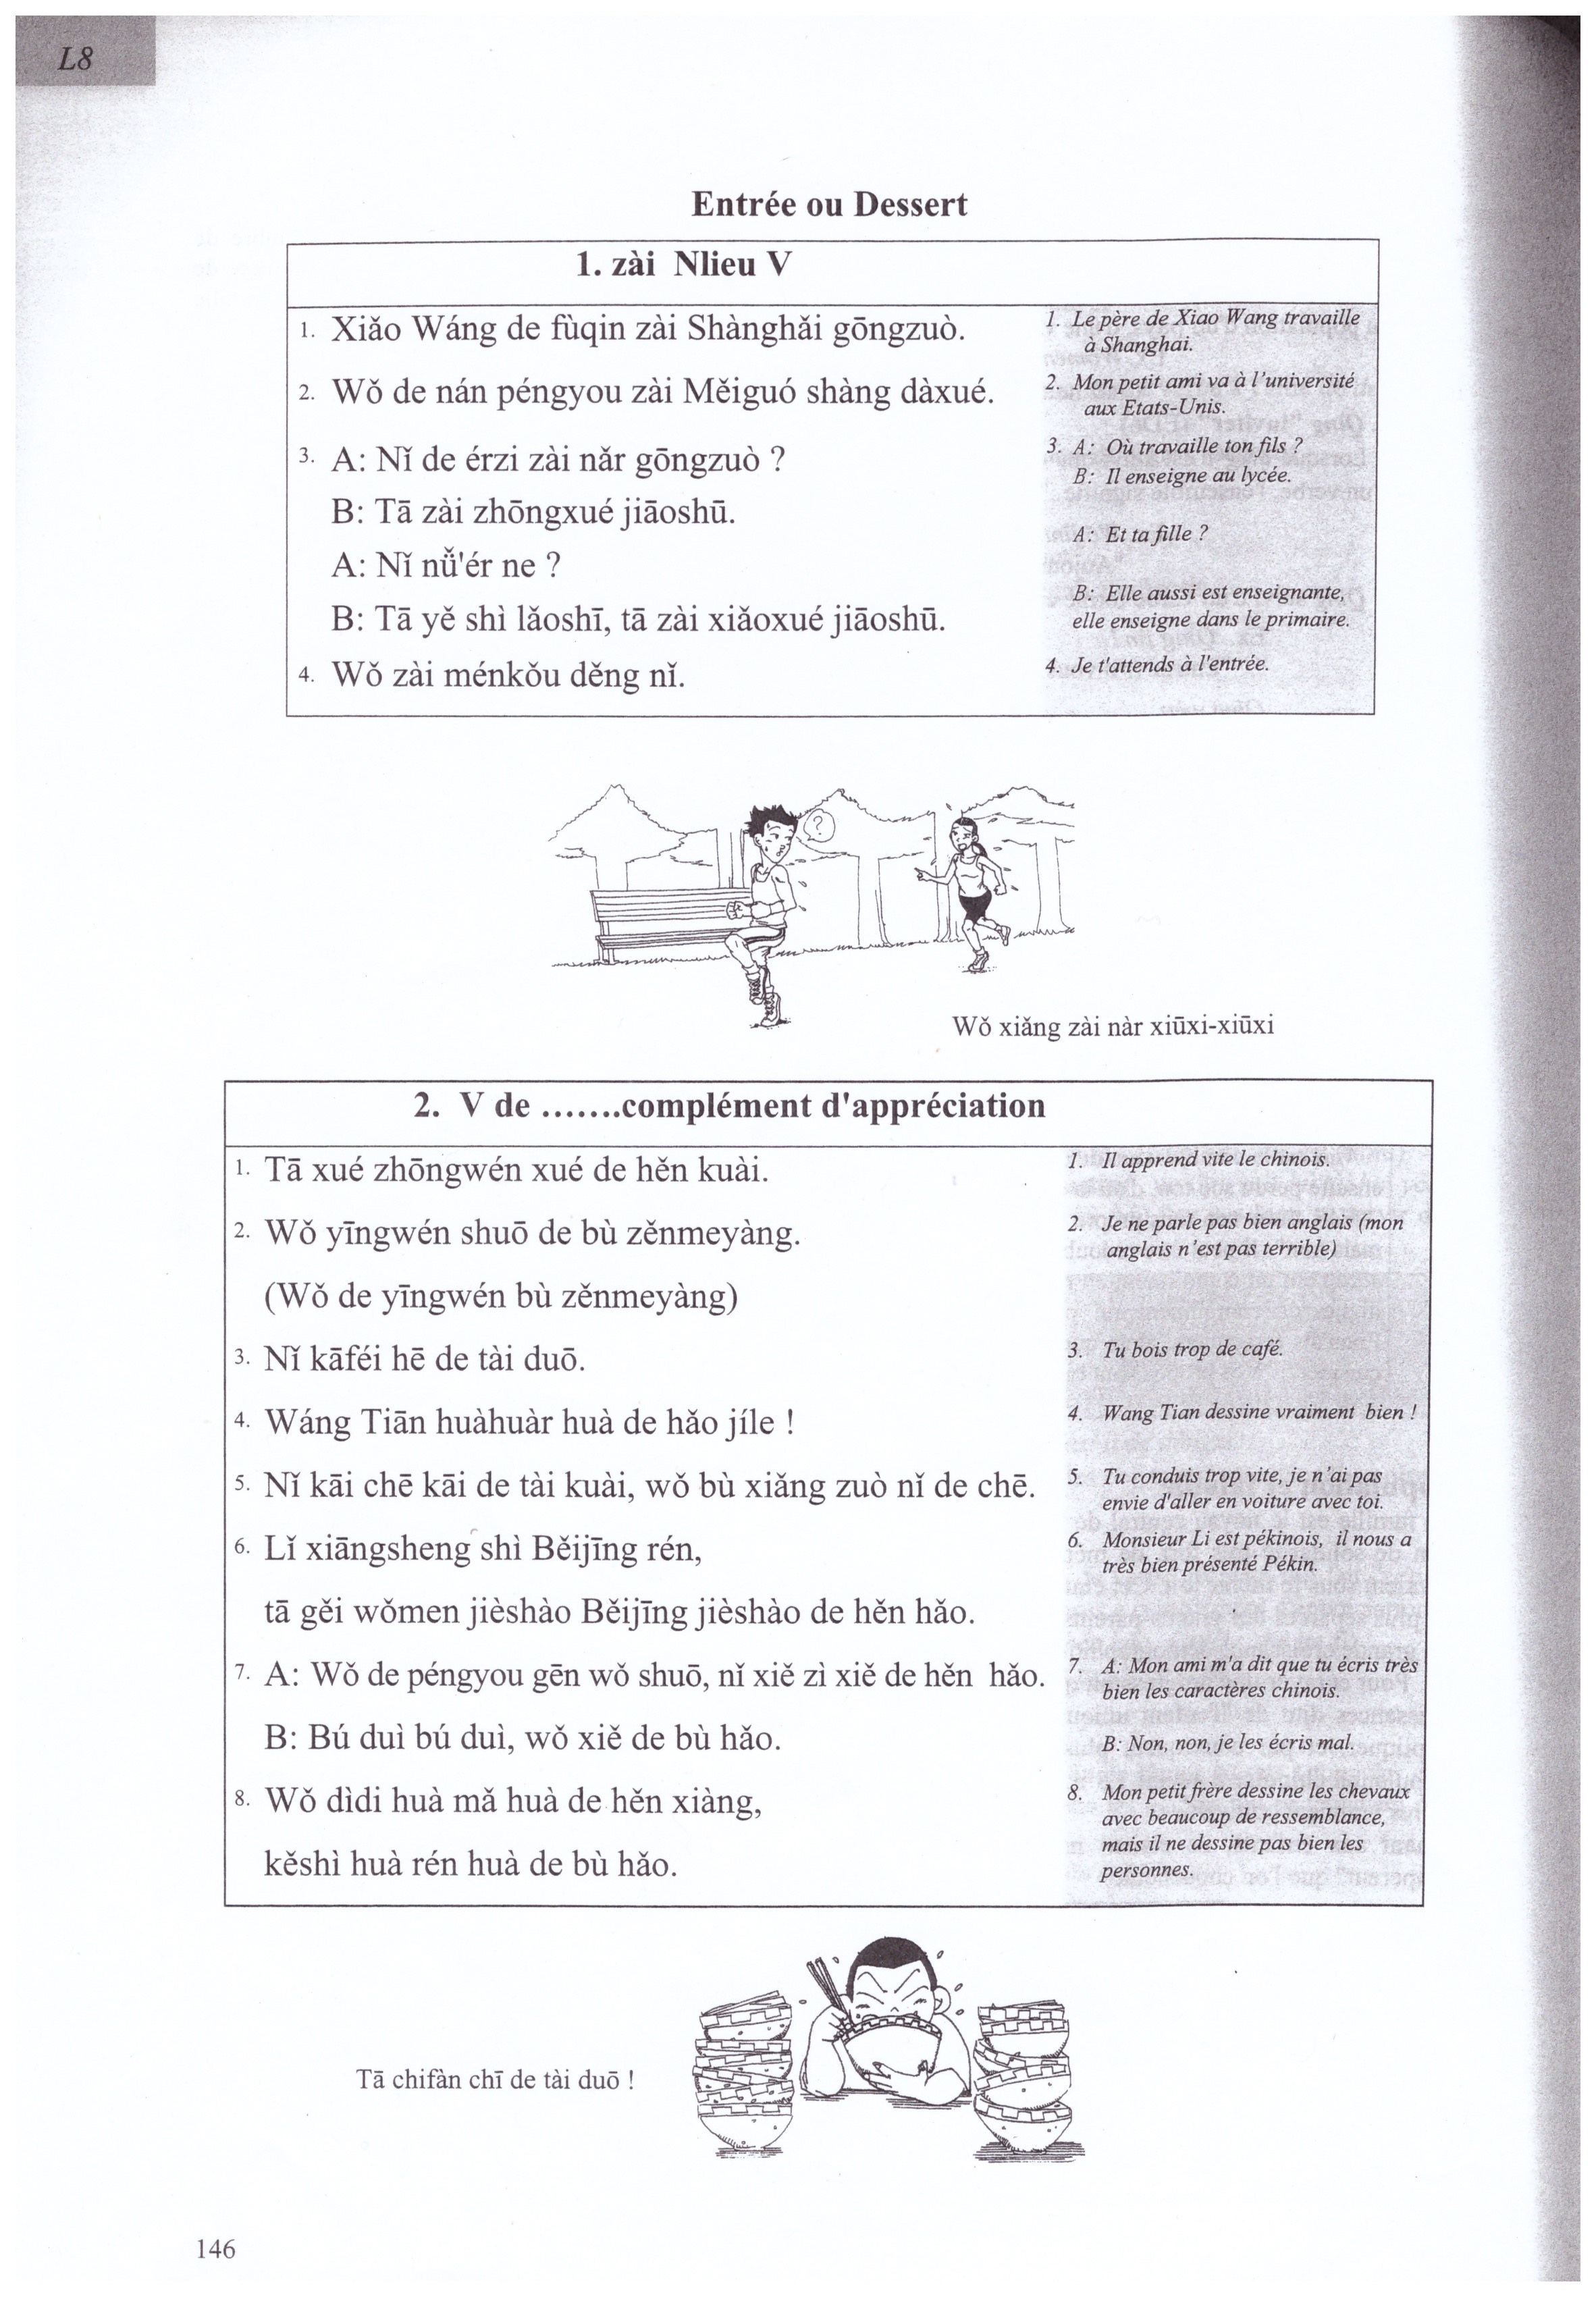 L8
Entrée ou Dessert
1. zài Nlieu V
1. Xiǎo Wáng de fùqin zài Shànghǎi gōngzuò.
1. Le père de Xiao Wang travaille
à Shanghai.
2. Wǒ de nán péngyou zài Měiguó shàng dàxué.
2. Mon petit ami va à l'université
aux Etats-Unis.
3. A: Nǐ de érzi zài nǎr gōngzuò ?
3. A: Où travaille ton fils ?
B: Tā zài zhōngxué jiāoshū.
B: Il enseigne au lycée.
A: Nǐ nǚ'ér ne ?
A: Et ta fille ?
B: Tā yě shì lǎoshī, tā zài xiǎoxué jiāoshū.
B: Elle aussi est enseignante,
elle enseigne dans le primaire.
4. Wǒ zài ménkǒu děng nǐ.
4. Je t'attends à l'entrée.
?
Wǒ xiǎng zài nàr xiūxi-xiūxi
2. V de .......complément d'appréciation
1. Tā xué zhōngwén xué de hěn kuài.
1. Il apprend vite le chinois.
2. Wǒ yīngwén shuō de bù zěnmeyàng.
2. Je ne parle pas bien anglais (mon
anglais n'est pas terrible)
(Wǒ de yīngwén bù zěnmeyàng)
3. Nǐ kāféi hē de tài duō.
3. Tu bois trop de café.
4. Wáng Tiān huàhuàr huà de hǎo jíle !
4. Wang Tian dessine vraiment bien !
5. Nǐ kāi chē kāi de tài kuài, wǒ bù xiǎng zuò nǐ de chē.
5. Tu conduis trop vite, je n'ai pas
envie d'aller en voiture avec toi.
6. Lǐ xiāngsheng shì Běijīng rén,
6. Monsieur Li est pékinois, il nous a
très bien présenté Pékin.
tā gěi wǒmen jièshào Běijīng jièshào de hěn hǎo.
7. A: Wǒ de péngyou gēn wǒ shuō, nǐ xiě zì xiě de hěn hǎo.
7. A: Mon ami m'a dit que tu écris très
bien les caractères chinois.
B: Bú duì bú duì, wǒ xiě de bù hǎo.
B: Non, non, je les écris mal.
8. Wǒ dìdi huà mǎ huà de hěn xiàng,
8. Mon petit frère dessine les chevaux
avec beaucoup de ressemblance,
mais il ne dessine pas bien les
personnes.
kěshì huà rén huà de bù hǎo.
Tā chifàn chī de tài duō !
146